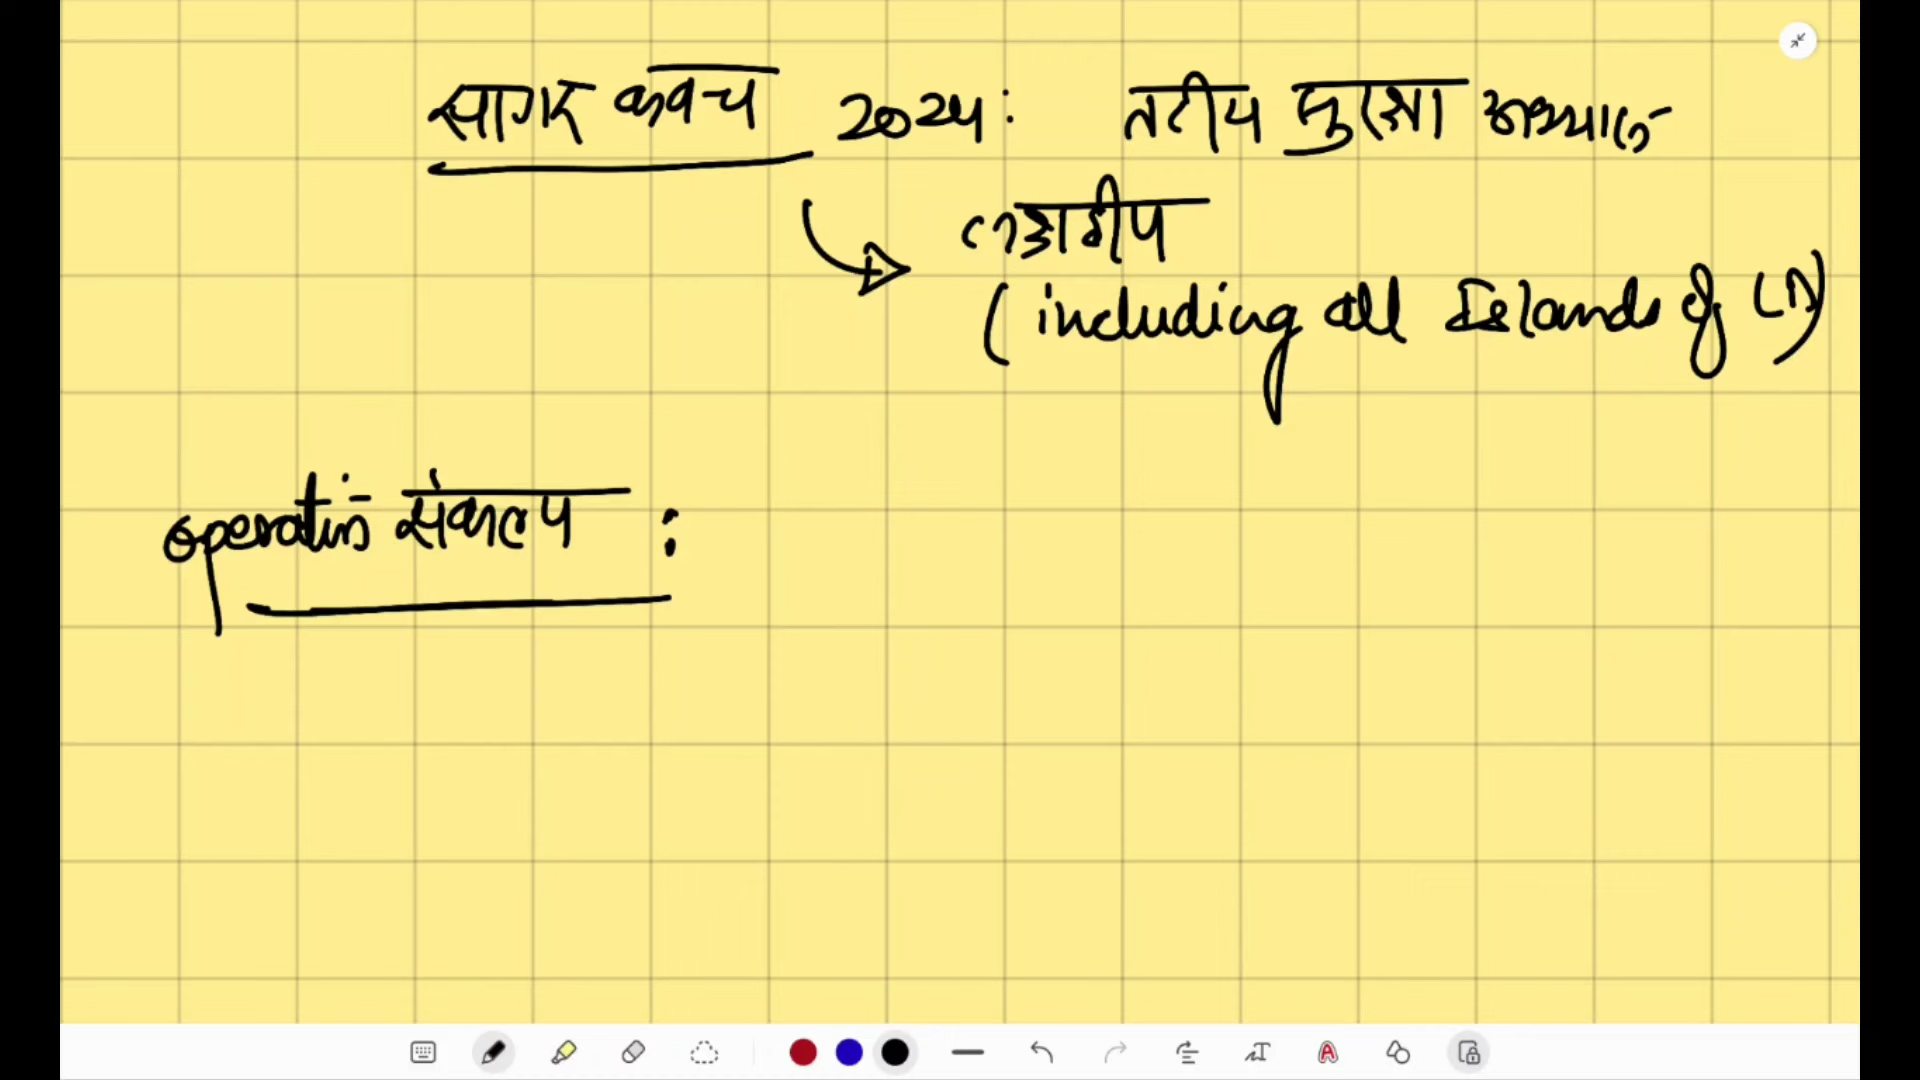 सागर कवच 2024: तटीय सुरक्षा अभ्यास
लक्षद्वीप
(including all Islands of LD)
operation संकल्प :